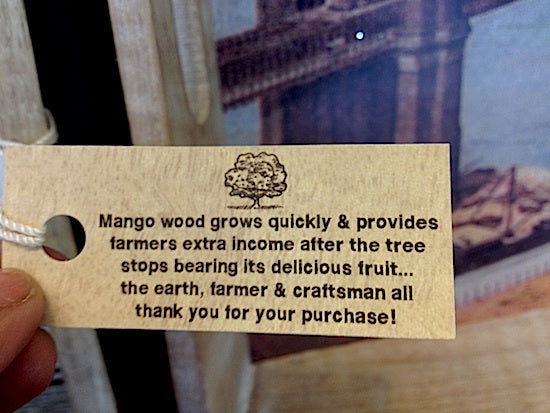 Mango wood grows quickly & provides
farmers extra income after the tree
stops bearing its delicious fruit...
the earth, farmer & craftsman all
thank you for your purchase!